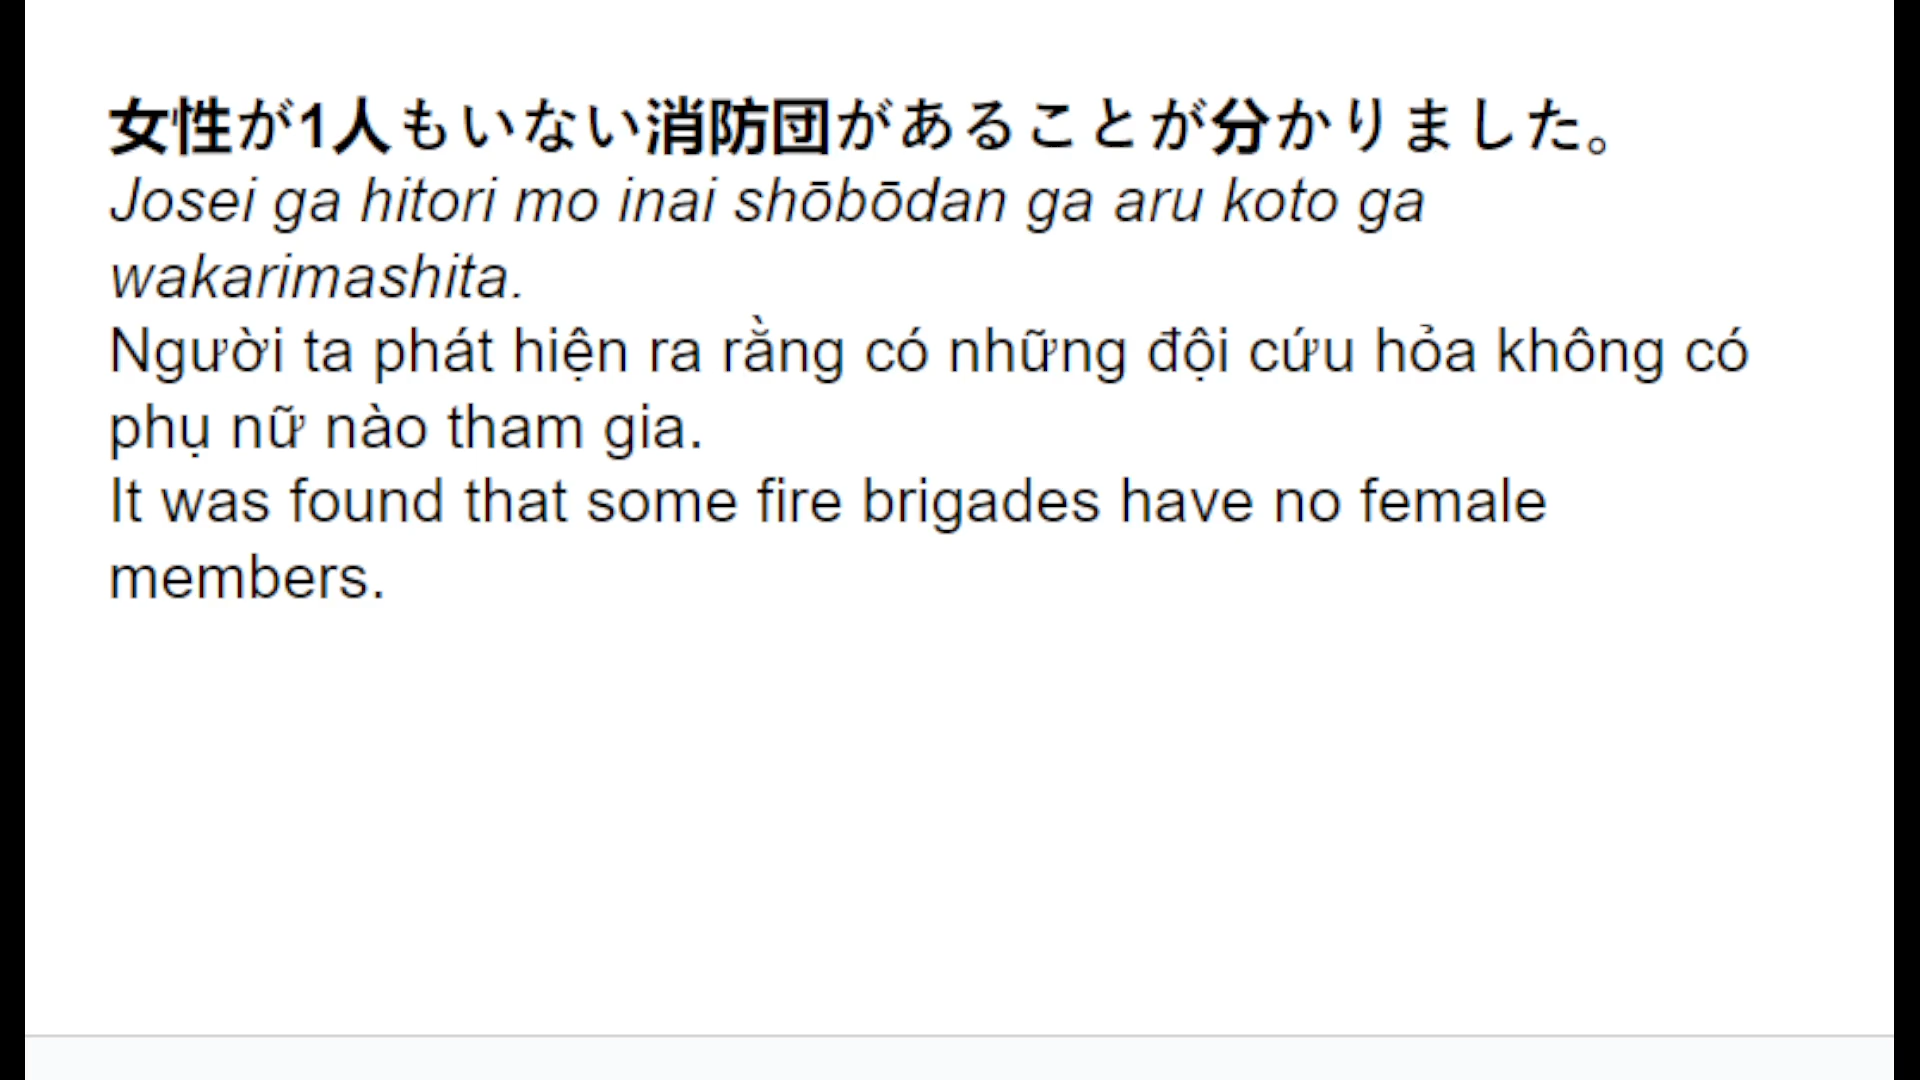 女性が1人もいない消防団があることが分かりました。
Josei ga hitori mo inai shōbōdan ga aru koto ga
wakarimashita.
Người ta phát hiện ra rằng có những đội cứu hỏa không có
phụ nữ nào tham gia.
It was found that some fire brigades have no female
members.